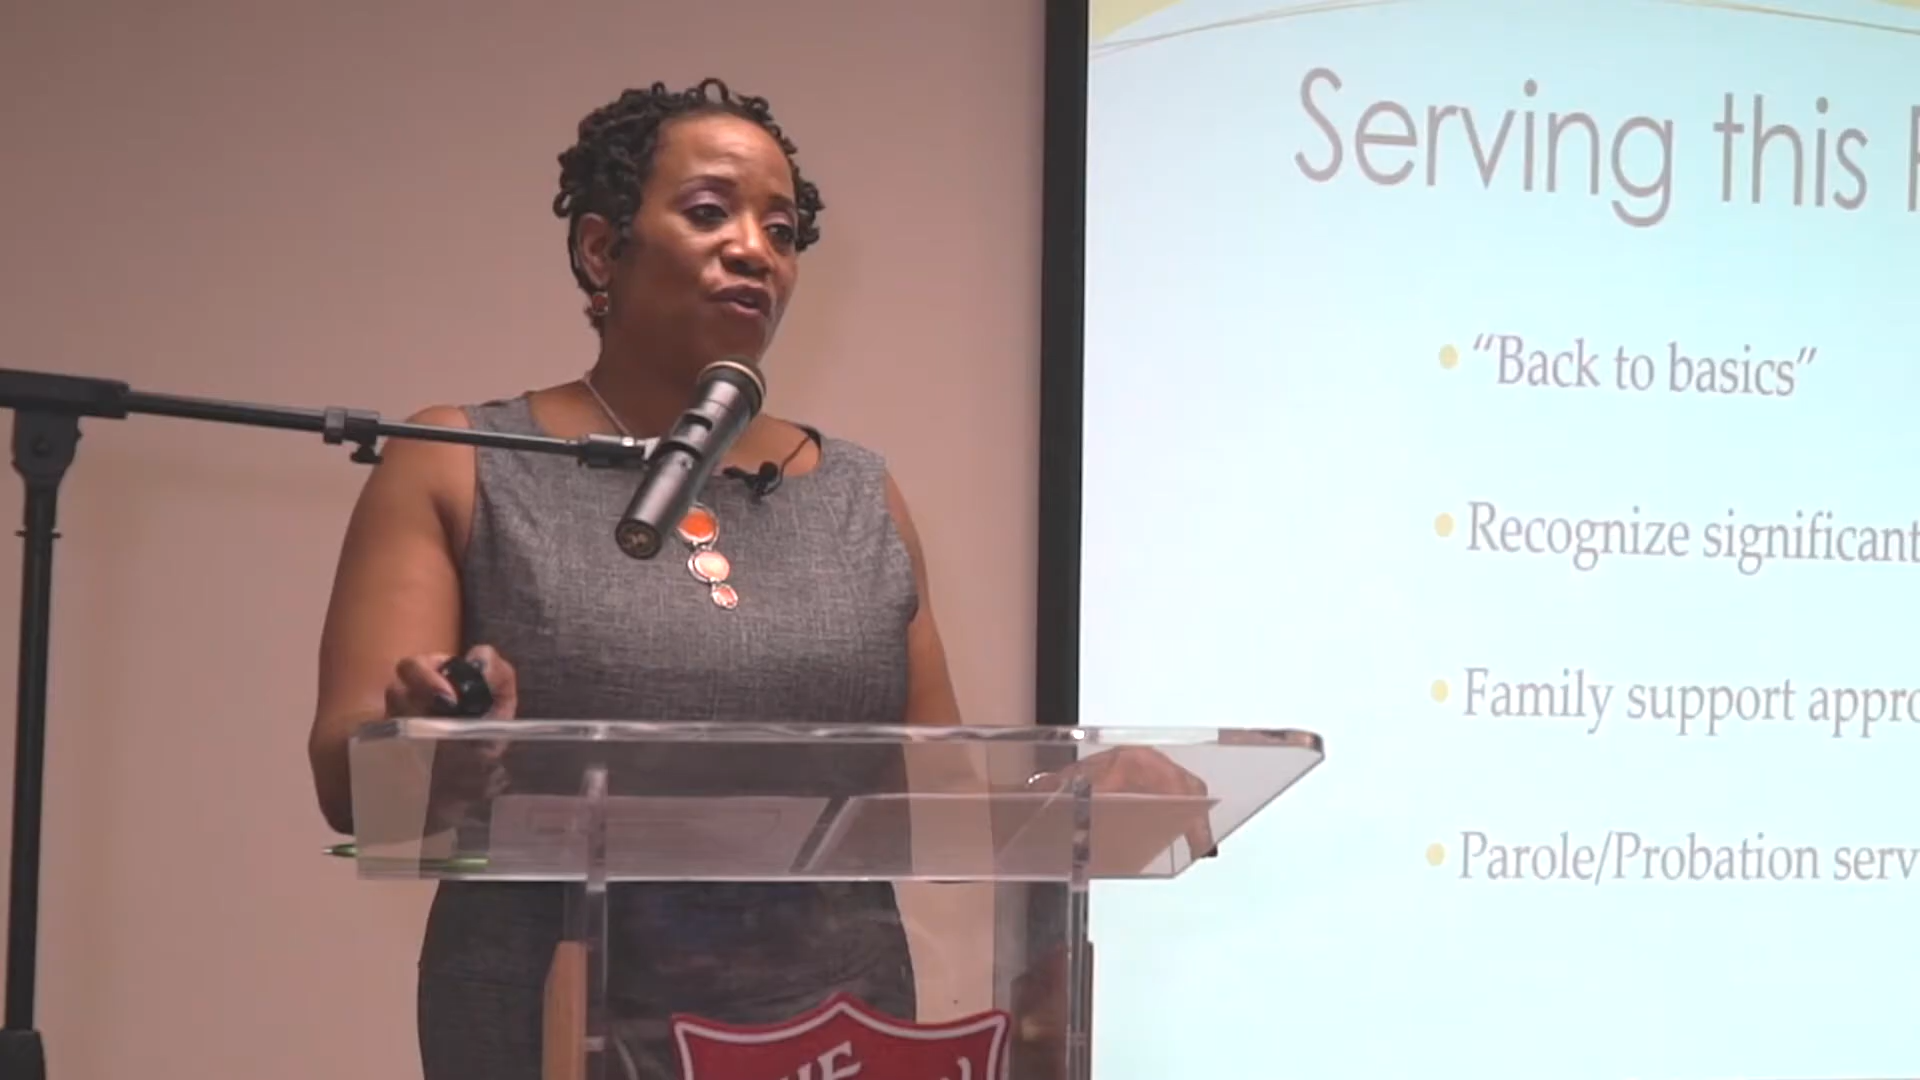 Serving this
“Back to basics”
Recognize significant
Family support appro
Parole/Probation serv